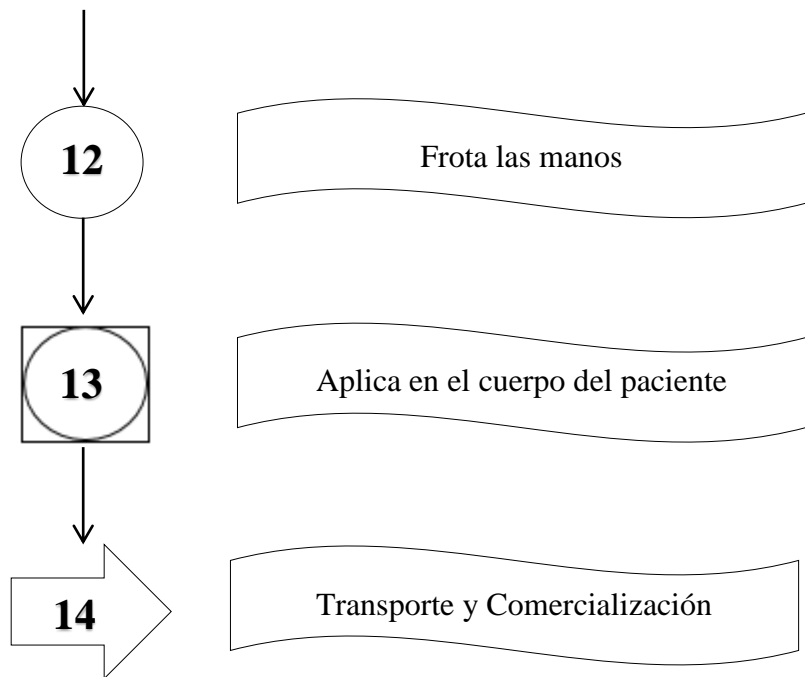 12
Frota las manos
13
Aplica en el cuerpo del paciente
14
Transporte y Comercialización